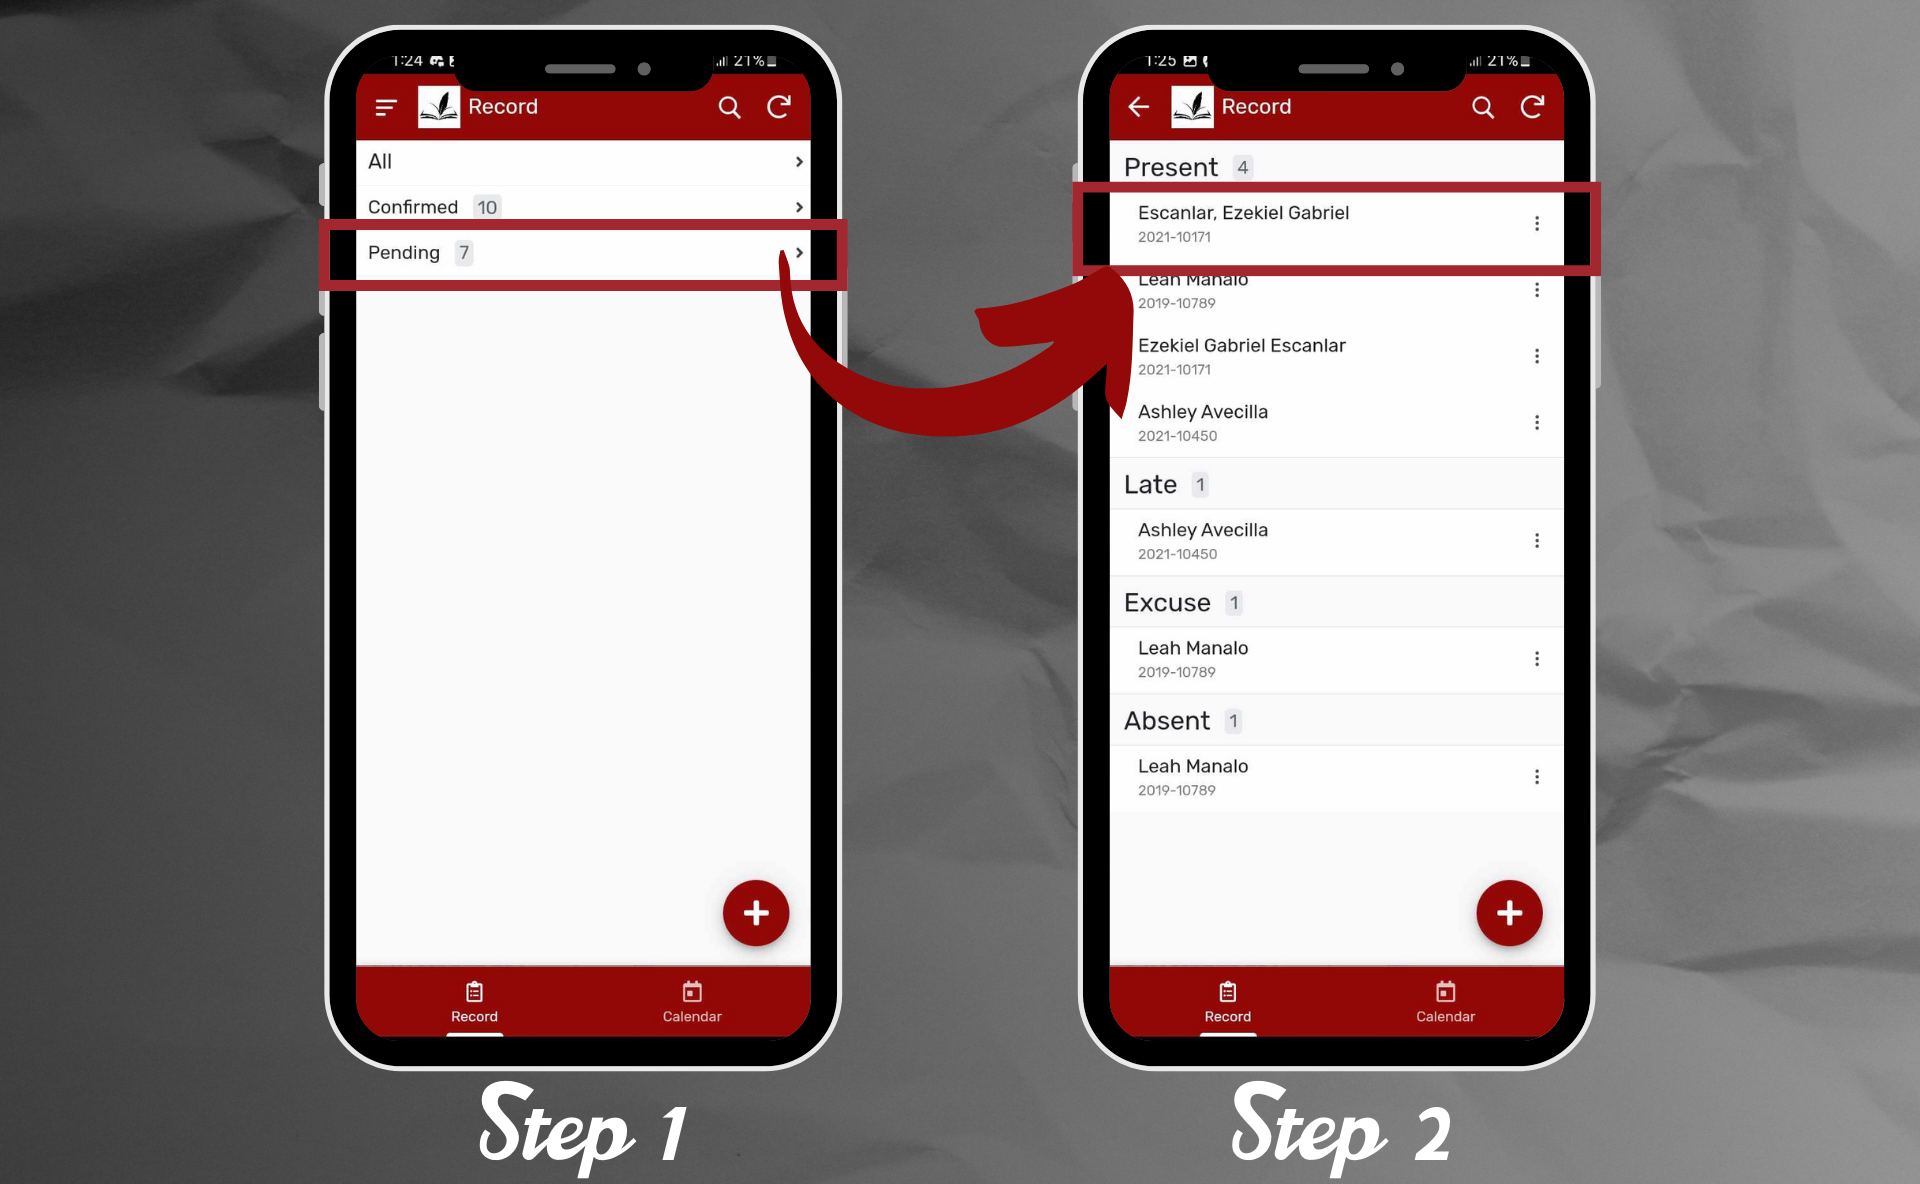 1:24
21%
Record
All
Confirmed 10
Pending 7
Record
Calendar
Step 1
1:25
21%
Record
Present 4
Escanlar, Ezekiel Gabriel
2021-10171
Leah Manalo
2019-10789
Ezekiel Gabriel Escanlar
2021-10171
Ashley Avecilla
2021-10450
Late 1
Ashley Avecilla
2021-10450
Excuse 1
Leah Manalo
2019-10789
Absent 1
Leah Manalo
2019-10789
Record
Calendar
Step 2